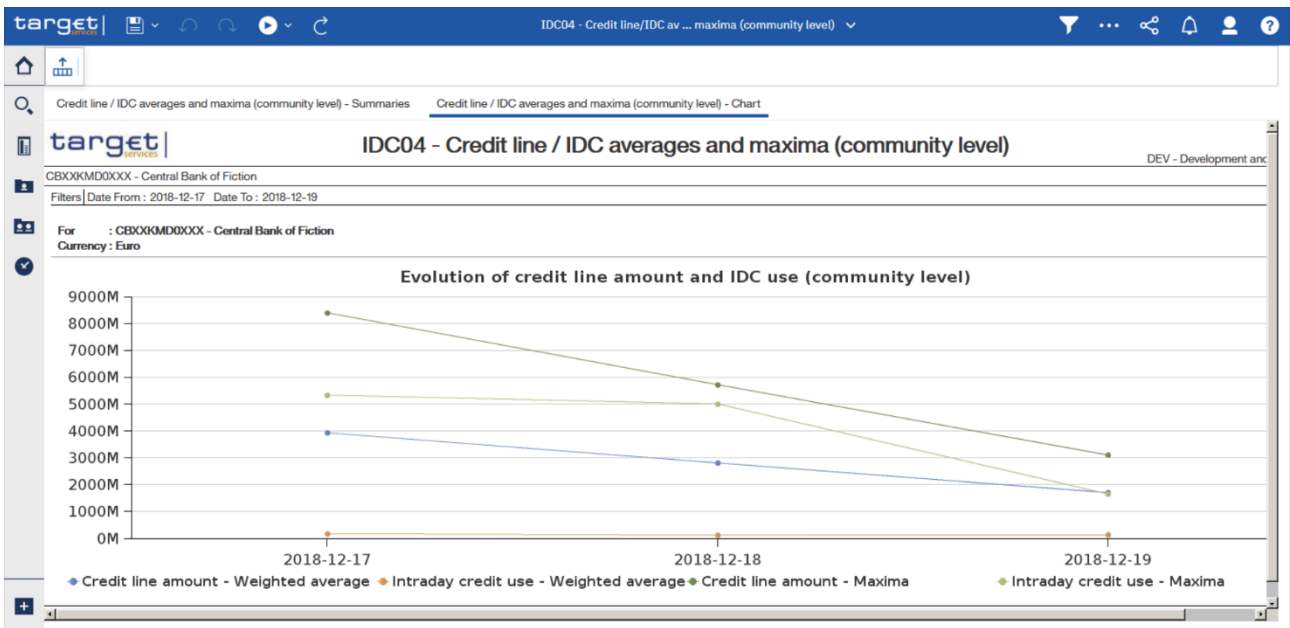 target services
IDC04 - Credit line/IDC av ... maxima (community level)
Credit line / IDC averages and maxima (community level) - Summaries
Credit line / IDC averages and maxima (community level) - Chart
target services
IDC04 - Credit line / IDC averages and maxima (community level)
DEV - Development and
CBXXKMD0XXX - Central Bank of Fiction
Filters Date From : 2018-12-17 Date To : 2018-12-19
For : CBXXKMD0XXX - Central Bank of Fiction
Currency : Euro
Evolution of credit line amount and IDC use (community level)
9000M
8000M
7000M
6000M
5000M
4000M
3000M
2000M
1000M
0M
2018-12-17 2018-12-18 2018-12-19
Credit line amount - Weighted average Intraday credit use - Weighted average Credit line amount - Maxima Intraday credit use - Maxima